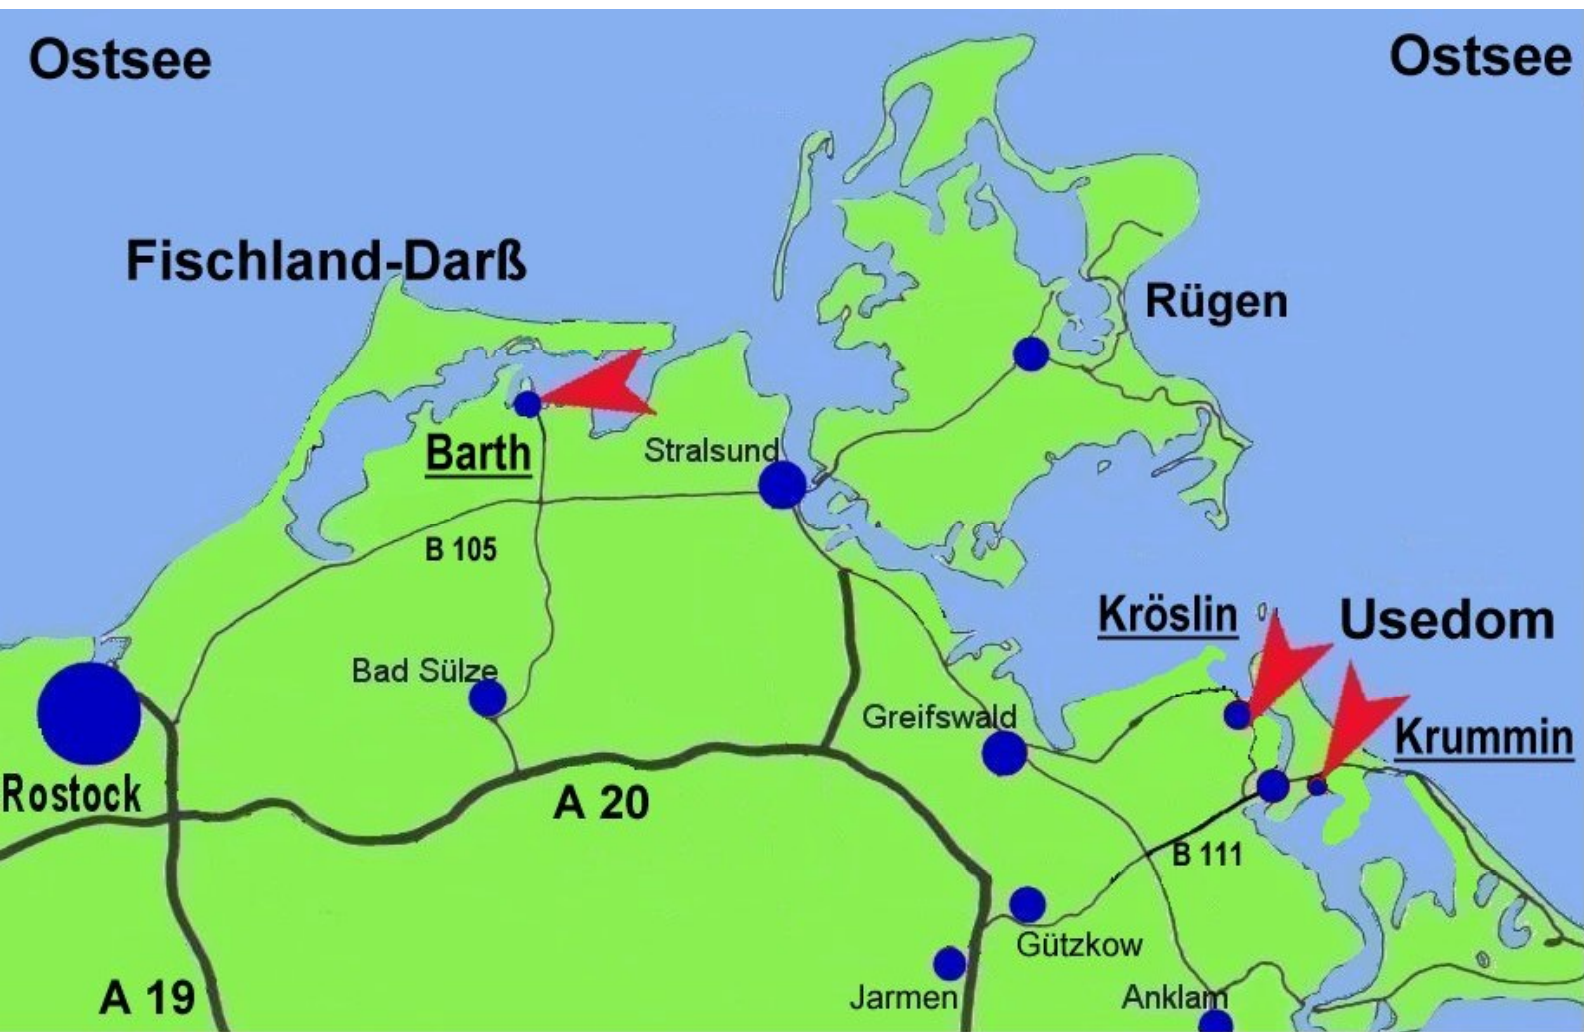 Ostsee
Ostsee
Fischland-Darß
Rügen
Barth
Stralsund
B 105
Kröslin
Usedom
Bad Sülze
Greifswald
Krummin
Rostock
A 20
B 111
Gützkow
Jarmen
Anklam
A 19